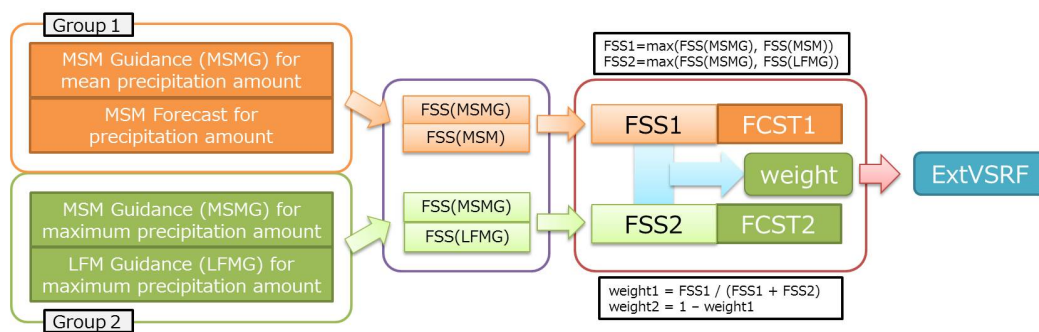 Group 1
MSM Guidance (MSMG) for
mean precipitation amount
MSM Forecast for
precipitation amount
MSM Guidance (MSMG) for
maximum precipitation amount
LFM Guidance (LFMG) for
maximum precipitation amount
Group 2
FSS(MSMG)
FSS(MSM)
FSS(MSMG)
FSS(LFMG)
FSS1=max(FSS(MSMG), FSS(MSM))
FSS2=max(FSS(MSMG), FSS(LFMG))
FSS1 FCST1
weight
FSS2 FCST2
weight1 = FSS1 / (FSS1 + FSS2)
weight2 = 1 – weight1
ExtVSRF